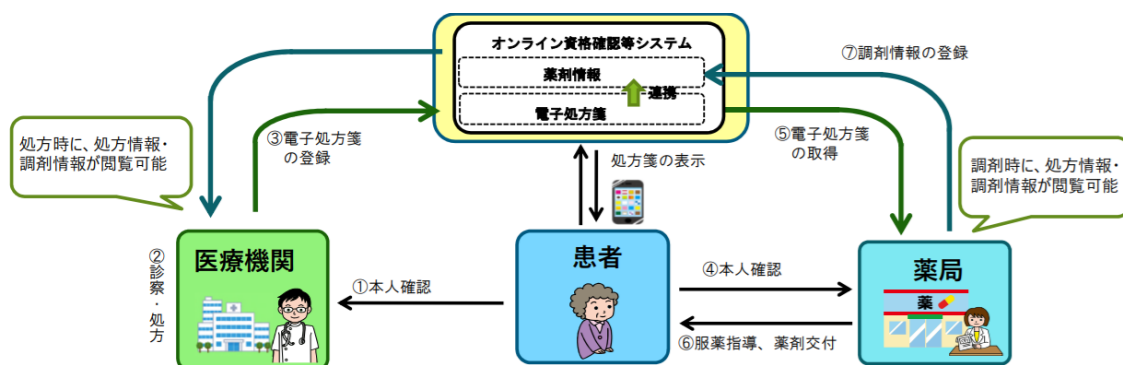 オンライン資格確認等システム
薬剤情報
連携
電子処方箋
⑦調剤情報の登録
処方時に、処方情報・
調剤情報が閲覧可能
③電子処方箋
の登録
処方箋の表示
⑤電子処方箋
の取得
調剤時に、処方情報・
調剤情報が閲覧可能
②診察・処方
医療機関
①本人確認
患者
④本人確認
⑥服薬指導、薬剤交付
薬局
薬